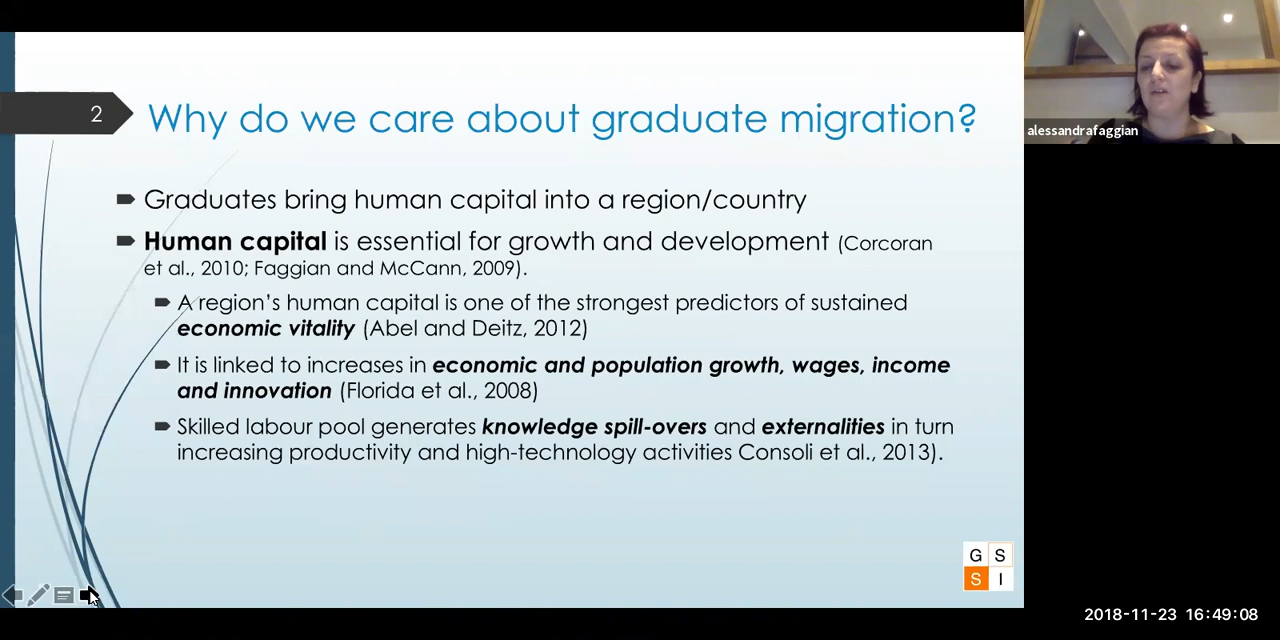 2
Why do we care about graduate migration?
Graduates bring human capital into a region/country
Human capital is essential for growth and development (Corcoran
et al., 2010; Faggian and McCann, 2009).
A region's human capital is one of the strongest predictors of sustained
economic vitality (Abel and Deitz, 2012)
It is linked to increases in economic and population growth, wages, income
and innovation (Florida et al., 2008)
Skilled labour pool generates knowledge spill-overs and externalities in turn
increasing productivity and high-technology activities Consoli et al., 2013).
G S
S I
alessandrafaggian
2018-11-23 16:49:08